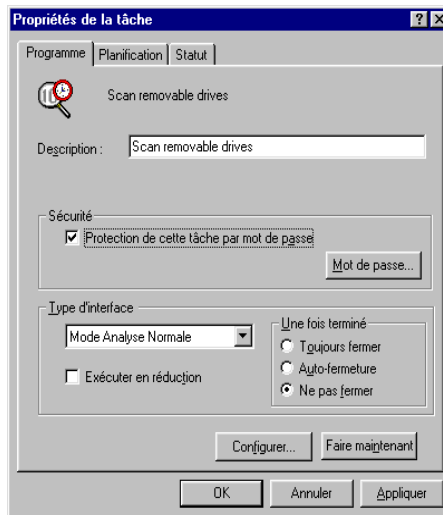 Propriétés de la tâche
Programme Planification Statut
Scan removable drives
Description : Scan removable drives
Sécurité
Protection de cette tâche par mot de passe
Mot de passe...
Type d'interface
Mode Analyse Normale
Exécuter en réduction
Une fois terminé
Toujours fermer
Auto-fermeture
Ne pas fermer
Configurer... Faire maintenant
OK Annuler Appliquer